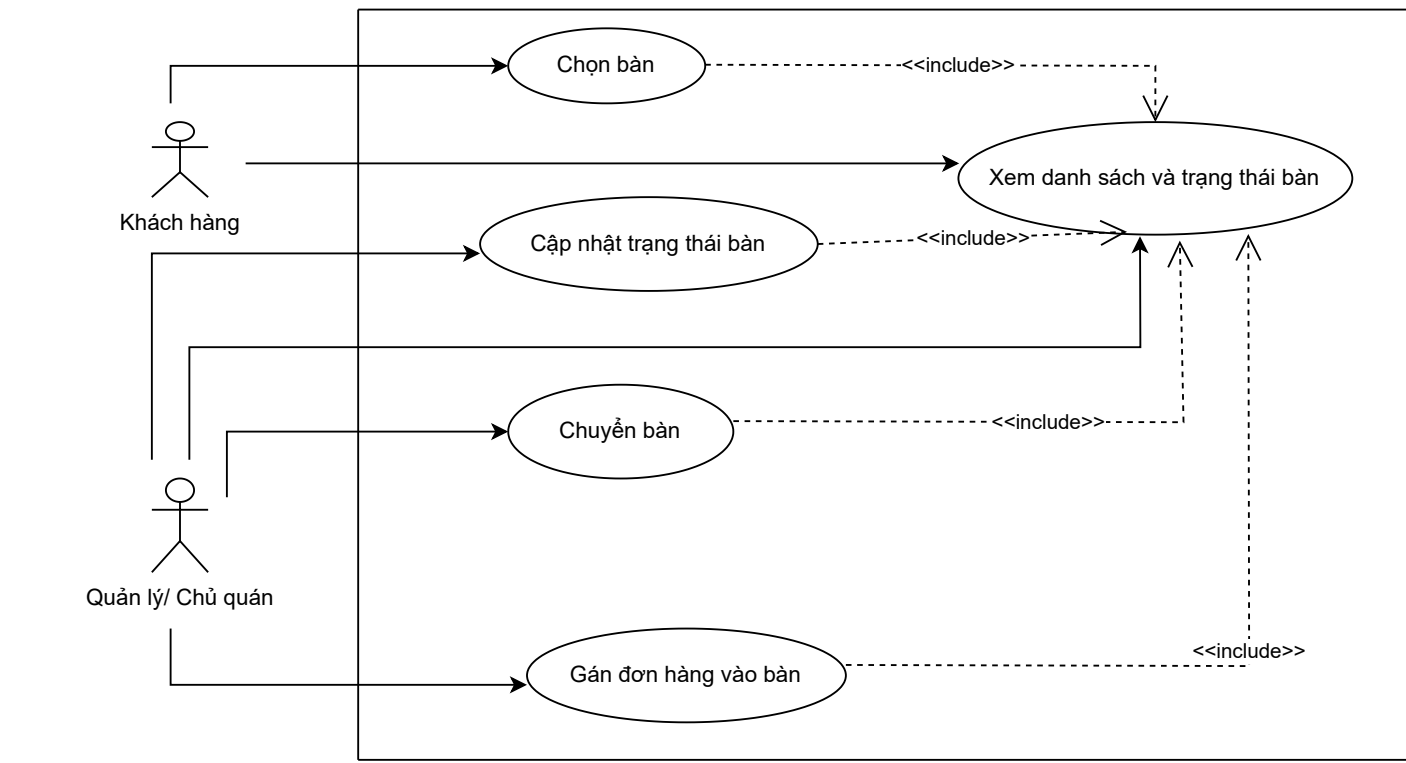 Chọn bàn
<<include>>
Khách hàng
Xem danh sách và trạng thái bàn
Cập nhật trạng thái bàn
<<include>>
Chuyển bàn
<<include>>
Quản lý/ Chủ quán
Gán đơn hàng vào bàn
<<include>>